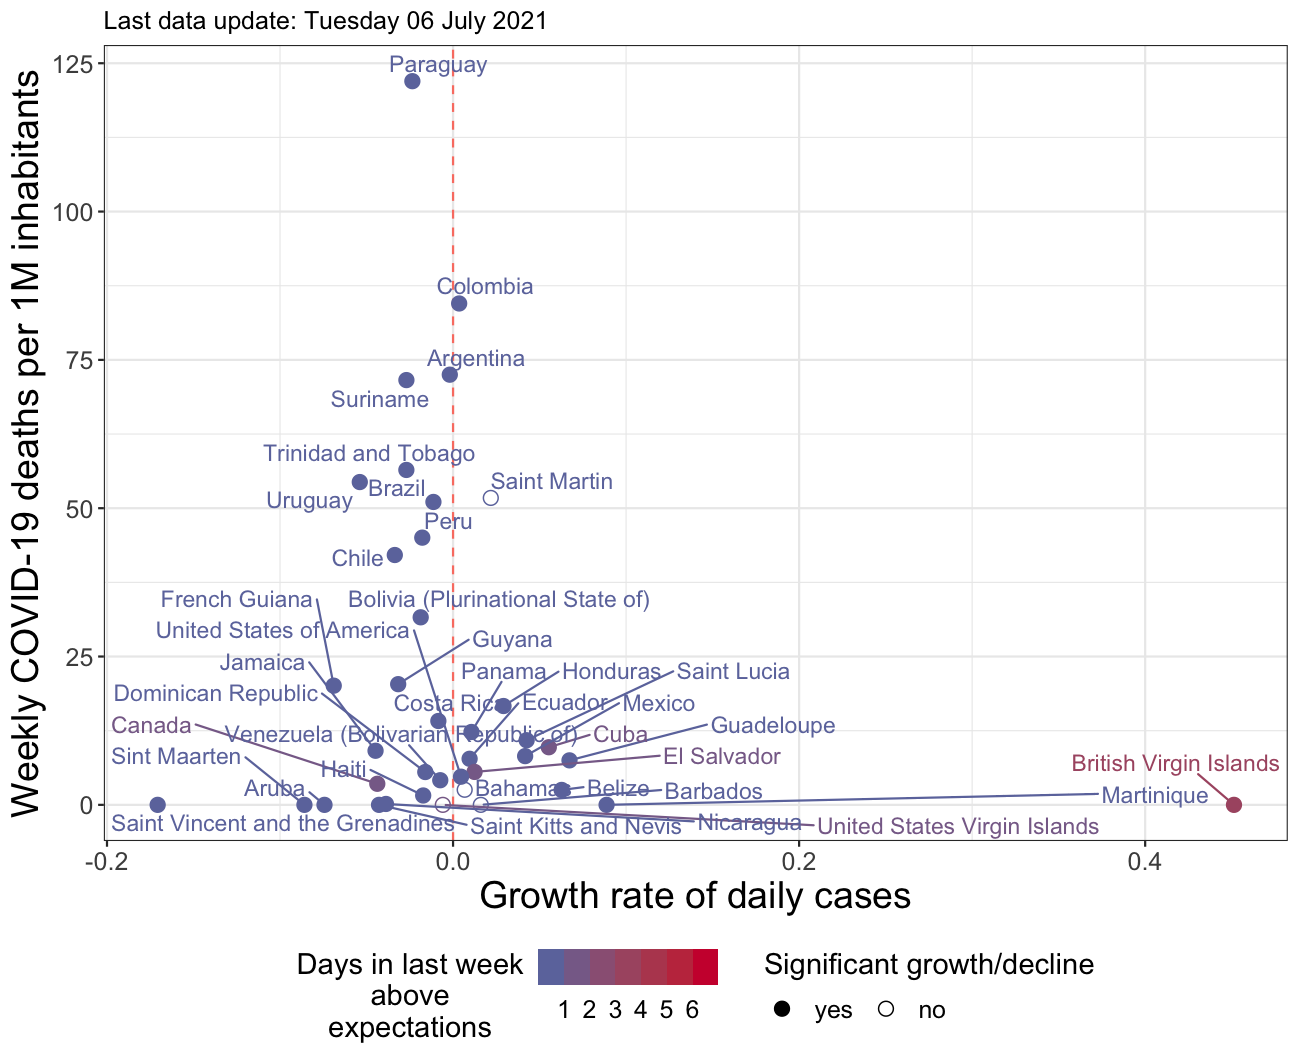 Last data update: Tuesday 06 July 2021
Weekly COVID-19 deaths per 1M inhabitants
125
100
75
50
25
0
Paraguay
Colombia
Argentina
Suriname
Trinidad and Tobago
Saint Martin
Brazil
Uruguay
Peru
Chile
French Guiana
Bolivia (Plurinational State of)
United States of America
Guyana
Jamaica
Panama
Honduras
Saint Lucia
Dominican Republic
Costa Rica
Ecuador
Mexico
Canada
Venezuela (Bolivarian Republic of)
Cuba
Guadeloupe
Sint Maarten
El Salvador
British Virgin Islands
Haiti
Aruba
Bahamas
Belize
Barbados
Martinique
Saint Vincent and the Grenadines
Saint Kitts and Nevis
Nicaragua
United States Virgin Islands
-0.2
0.0
0.2
0.4
Growth rate of daily cases
Days in last week
above
expectations
1 2 3 4 5 6
Significant growth/decline
yes
no